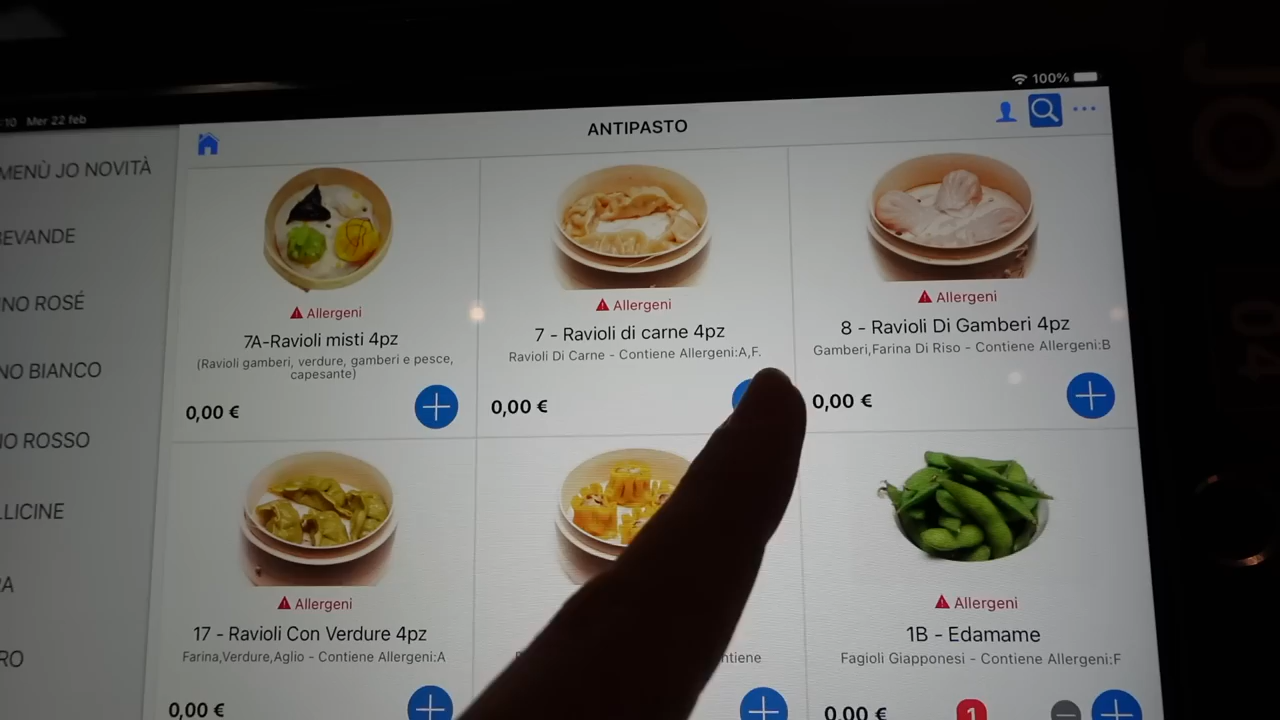 :10 Mer 22 feb
100%
ANTIPASTO
MENÙ JO NOVITÀ
EVANDE
NO ROSÉ
NO BIANCO
O ROSSO
LLICINE
RA
RO
Allergeni
7A-Ravioli misti 4pz
(Ravioli gamberi, verdure, gamberi e pesce,
capesante)
0,00 €
Allergeni
7 - Ravioli di carne 4pz
Ravioli Di Carne - Contiene Allergeni:A,F.
0,00 €
Allergeni
8 - Ravioli Di Gamberi 4pz
Gamberi,Farina Di Riso - Contiene Allergeni:B
0,00 €
Allergeni
17 - Ravioli Con Verdure 4pz
Farina,Verdure,Aglio - Contiene Allergeni:A
0,00 €
ntiene
Allergeni
1B - Edamame
Fagioli Giapponesi - Contiene Allergeni:F
0,00 €
1